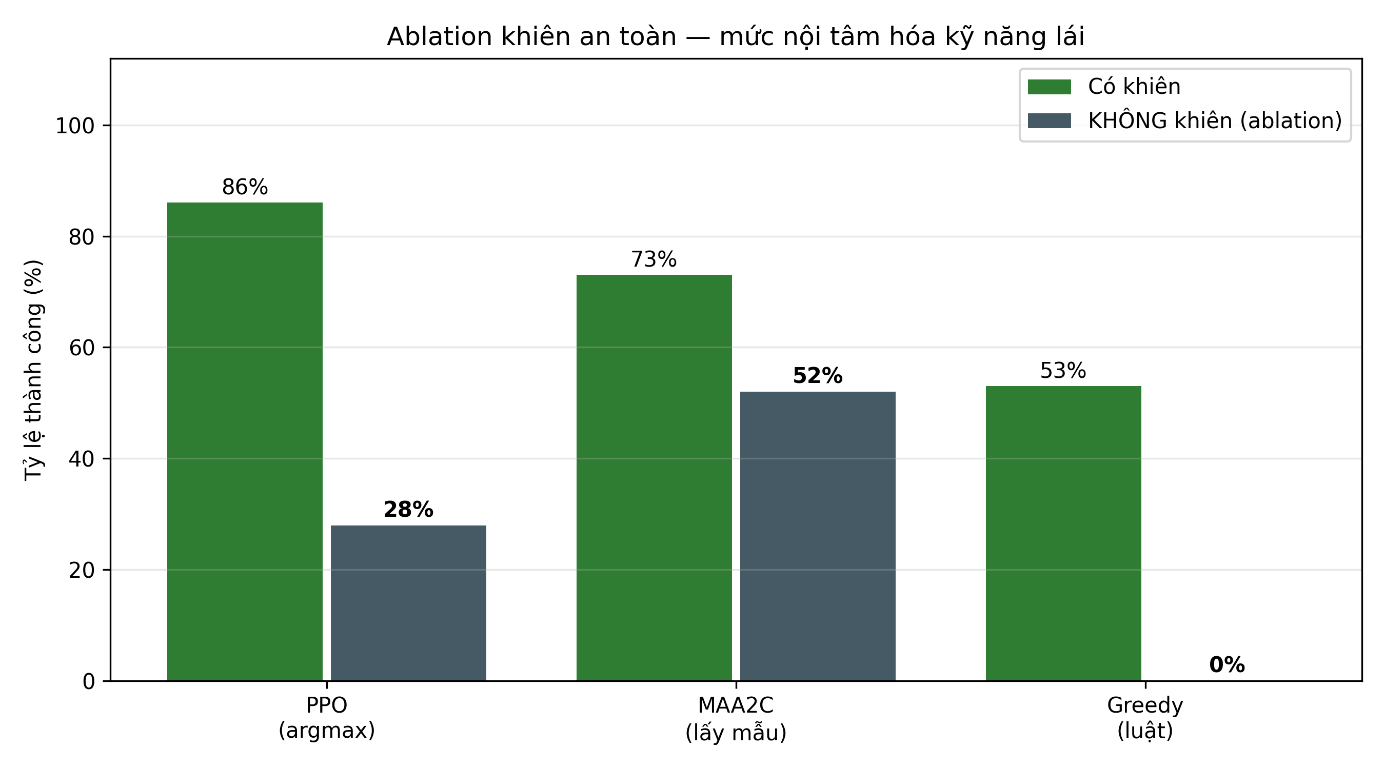 Ablation khiên an toàn — mức nội tâm hóa kỹ năng lái
Có khiên
KHÔNG khiên (ablation)
Tỷ lệ thành công (%)
100
80
60
40
20
0
86%
28%
73%
52%
53%
0%
PPO
(argmax)
MAA2C
(lấy mẫu)
Greedy
(luật)